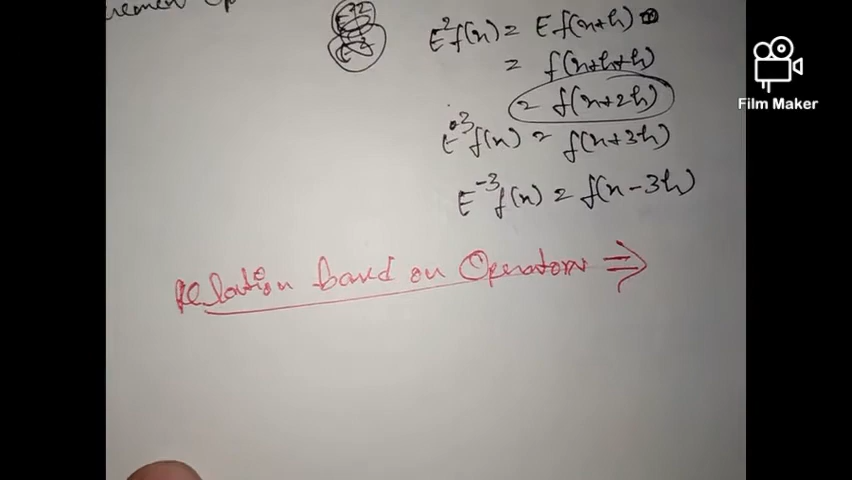 E²f(x) = Ef(x+h)
= f(x+h+h)
= f(x+2h)
E³f(x) = f(x+3h)
E⁻³f(x) = f(x-3h)
Relation based on Operators ⇒
Film Maker